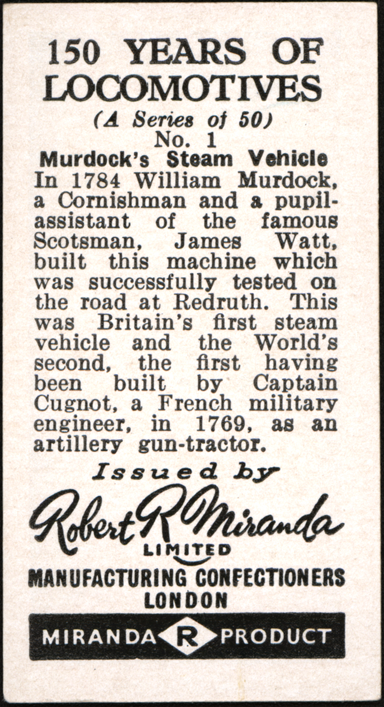 150 YEARS OF
LOCOMOTIVES
(A Series of 50)
No. 1
Murdock's Steam Vehicle
In 1784 William Murdock,
a Cornishman and a pupil-
assistant of the famous
Scotsman, James Watt,
built this machine which
was successfully tested on
the road at Redruth. This
was Britain's first steam
vehicle and the World's
second, the first having
been built by Captain
Cugnot, a French military
engineer, in 1769, as an
artillery gun-tractor.
Issued by
Robert R Miranda
LIMITED
MANUFACTURING CONFECTIONERS
LONDON
MIRANDA R PRODUCT